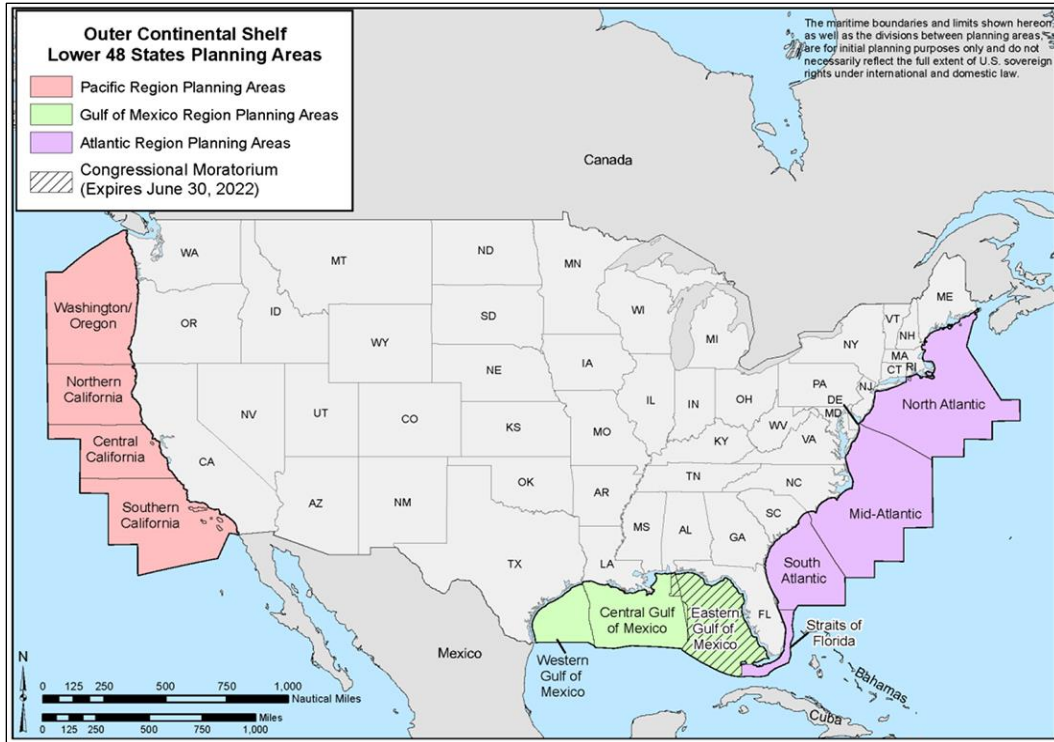 Outer Continental Shelf
Lower 48 States Planning Areas
Pacific Region Planning Areas
Gulf of Mexico Region Planning Areas
Atlantic Region Planning Areas
Congressional Moratorium
(Expires June 30, 2022)
The maritime boundaries and limits shown hereon,
as well as the divisions between planning areas,
are for initial planning purposes only and do not
necessarily reflect the full extent of U.S. sovereign
rights under international and domestic law.
Canada
WA
MT
ND
MN
ME
Washington/
Oregon
OR
ID
SD
WI
MI
VT
NH
NY
WY
MA
CT
RI
Northern
California
IA
NE
PA
NJ
North Atlantic
NV
UT
CO
IL
IN
OH
DE
MD
WV
VA
KS
MO
KY
Central
California
CA
Southern
California
AZ
NM
OK
AR
TN
NC
Mid-Atlantic
SC
MS
AL
GA
South
Atlantic
TX
LA
FL
Central Gulf
of Mexico
Eastern
Gulf of
Mexico
Straits of
Florida
Western
Gulf of
Mexico
Mexico
Bahamas
Cuba
N
0 125 250 500 750 1,000
Nautical Miles
Miles
0 125 250 500 750 1,000